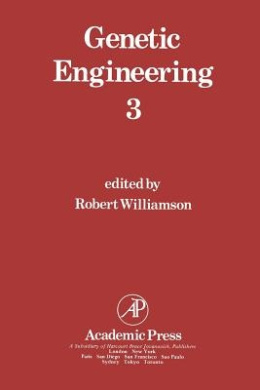 Genetic
Engineering
3
edited by
Robert Williamson
AP
Academic Press
A Subsidiary of Harcourt Brace Jovanovich, Publishers
London New York
Paris San Diego San Francisco São Paulo
Sydney Tokyo Toronto